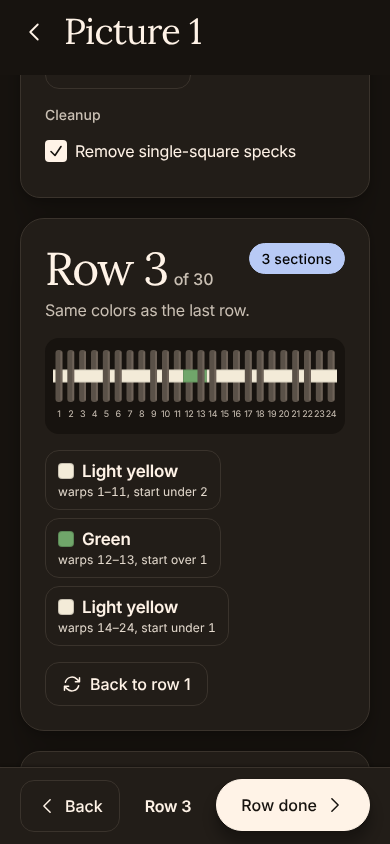 Picture 1
Cleanup
Remove single-square specks
Row 3 of 30
3 sections
Same colors as the last row.
1 2 3 4 5 6 7 8 9 10 11 12 13 14 15 16 17 18 19 20 21 22 23 24
Light yellow
warps 1–11, start under 2
Green
warps 12–13, start over 1
Light yellow
warps 14–24, start under 1
Back to row 1
Back
Row 3
Row done